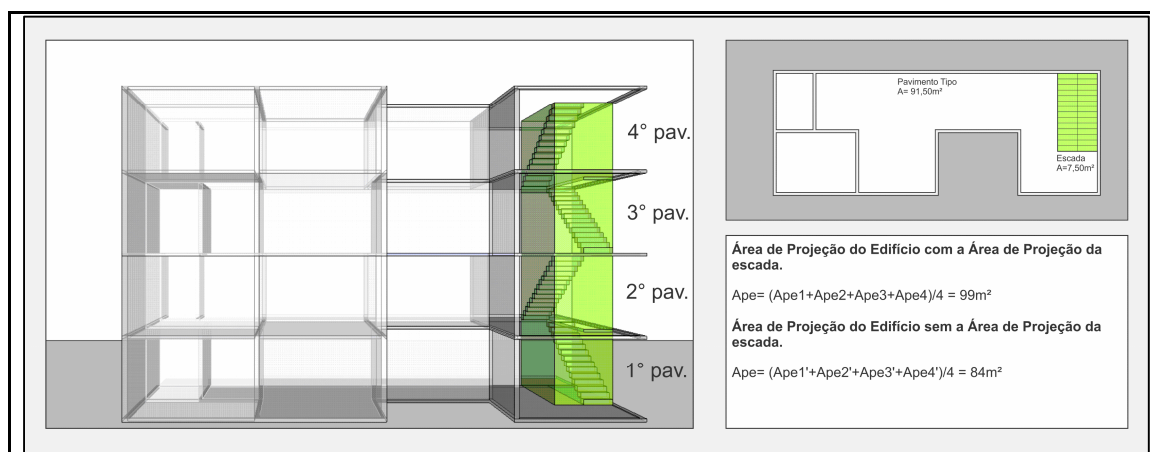 4° pav.
3° pav.
2° pav.
1° pav.
Pavimento Tipo
A= 91,50m²
Escada
A=7,50m²
Área de Projeção do Edifício com a Área de Projeção da
escada.
Ape= (Ape1+Ape2+Ape3+Ape4)/4 = 99m²
Área de Projeção do Edifício sem a Área de Projeção da
escada.
Ape= (Ape1'+Ape2'+Ape3'+Ape4')/4 = 84m²